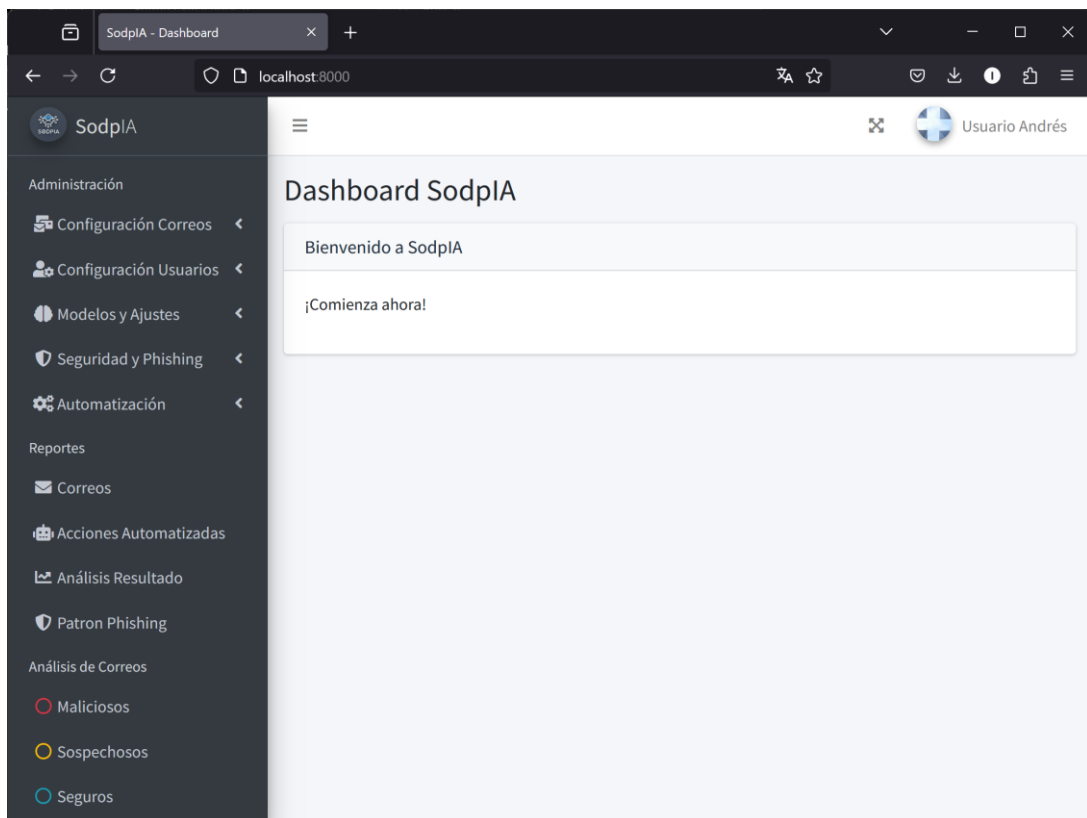 SodpIA - Dashboard
localhost:8000
SODPIA
SodpIA
Usuario Andrés
Administración
Configuración Correos
Configuración Usuarios
Modelos y Ajustes
Seguridad y Phishing
Automatización
Reportes
Correos
Acciones Automatizadas
Análisis Resultado
Patron Phishing
Análisis de Correos
Maliciosos
Sospechosos
Seguros
Dashboard SodpIA
Bienvenido a SodpIA
¡Comienza ahora!